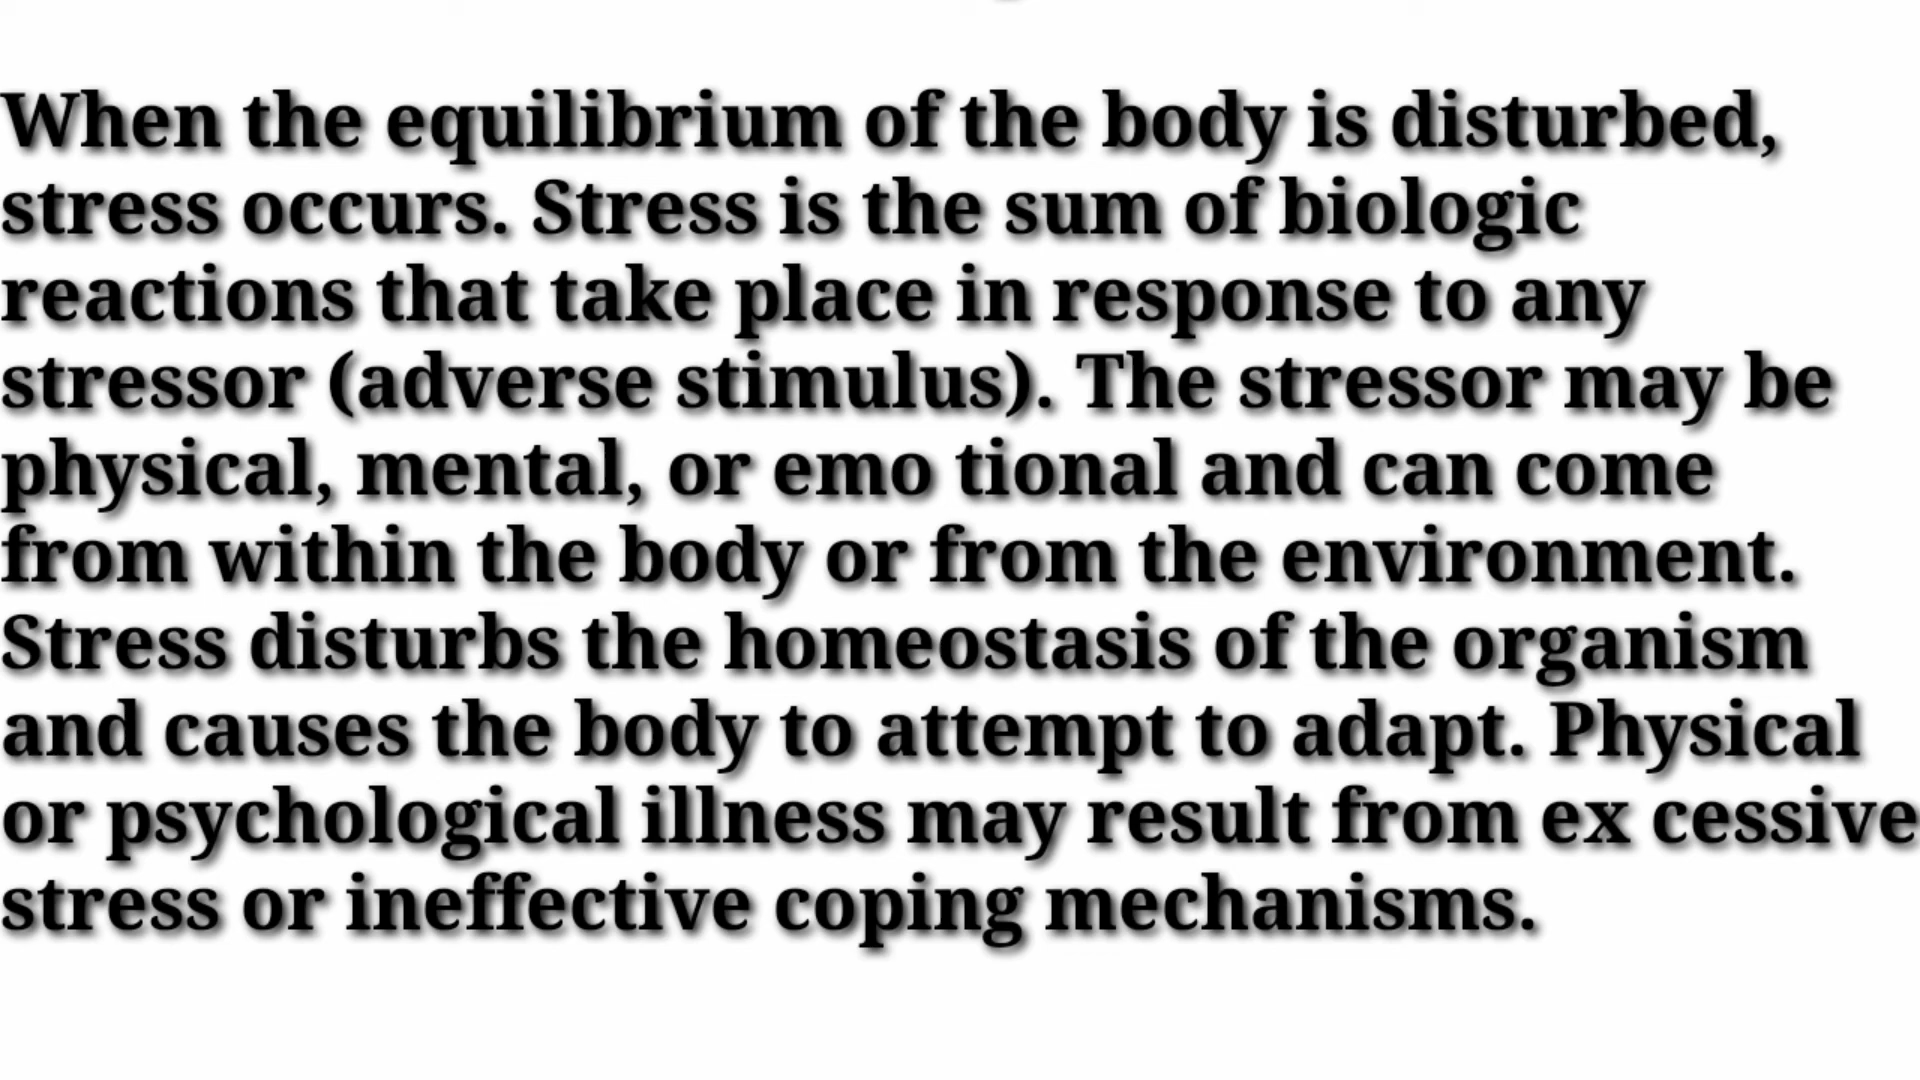 When the equilibrium of the body is disturbed,
stress occurs. Stress is the sum of biologic
reactions that take place in response to any
stressor (adverse stimulus). The stressor may be
physical, mental, or emo tional and can come
from within the body or from the environment.
Stress disturbs the homeostasis of the organism
and causes the body to attempt to adapt. Physical
or psychological illness may result from ex cessive
stress or ineffective coping mechanisms.